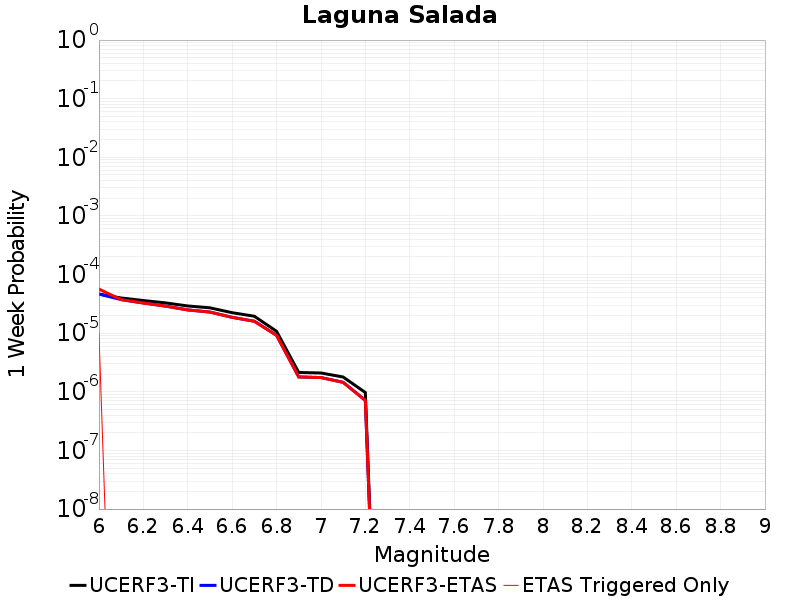 Laguna Salada
1 Week Probability
10^0
10^-1
10^-2
10^-3
10^-4
10^-5
10^-6
10^-7
10^-8
6 6.2 6.4 6.6 6.8 7 7.2 7.4 7.6 7.8 8 8.2 8.4 8.6 8.8 9
Magnitude
UCERF3-TI UCERF3-TD UCERF3-ETAS ETAS Triggered Only